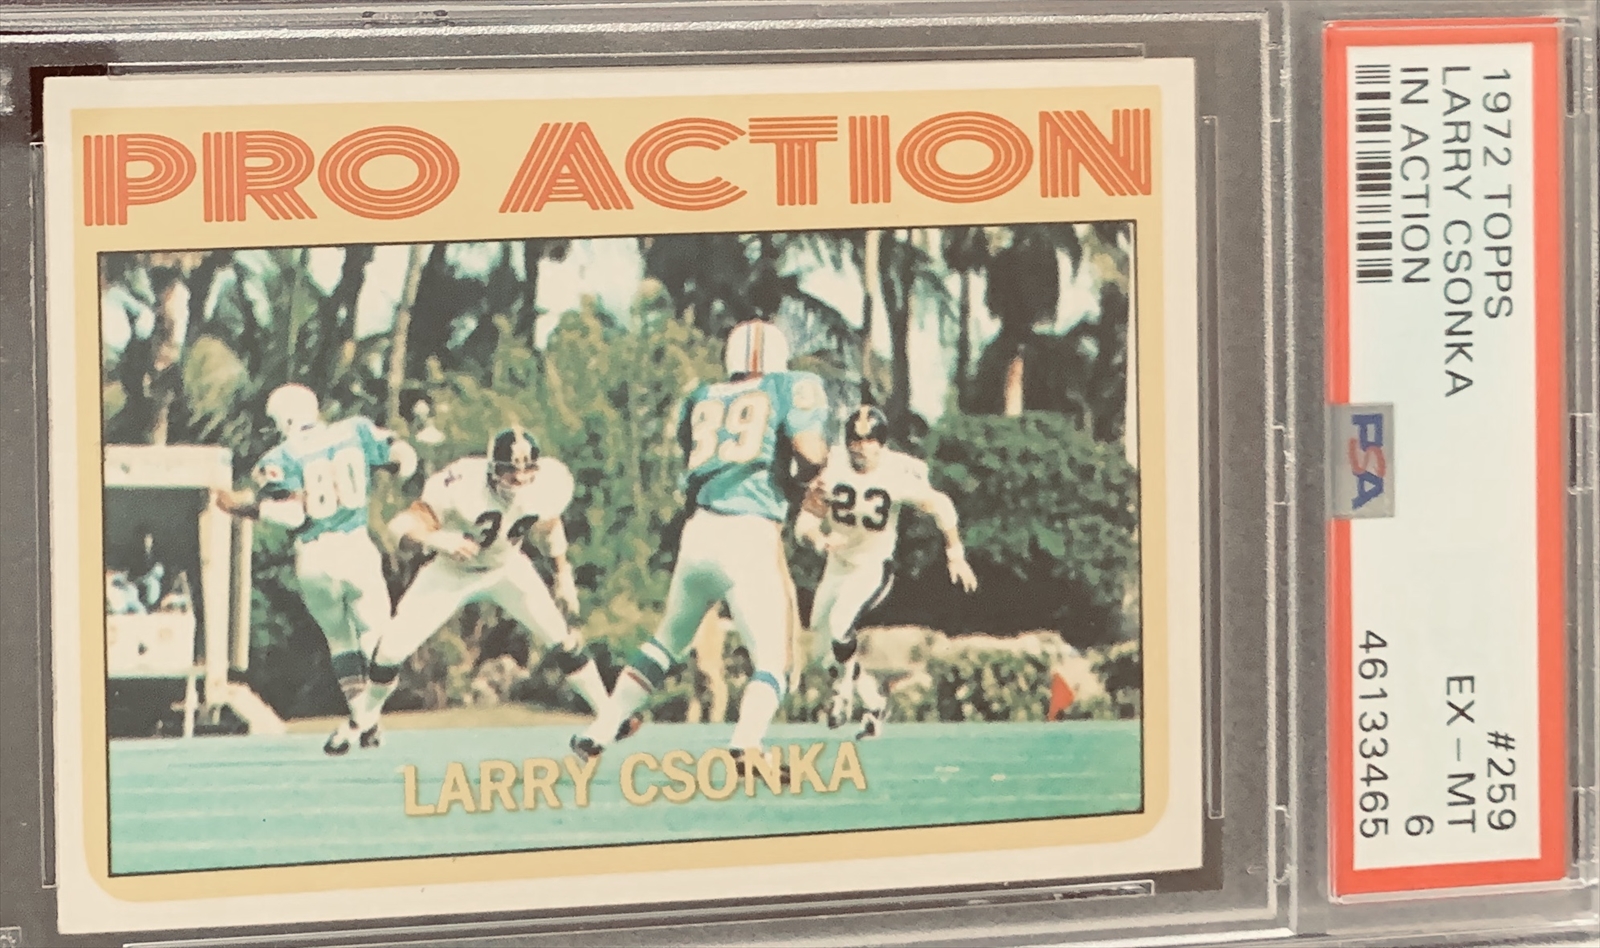 PRO ACTION
80
34
39
23
LARRY CSONKA
1972 TOPPS #259
LARRY CSONKA EX - MT
IN ACTION 6
46133465
PSA